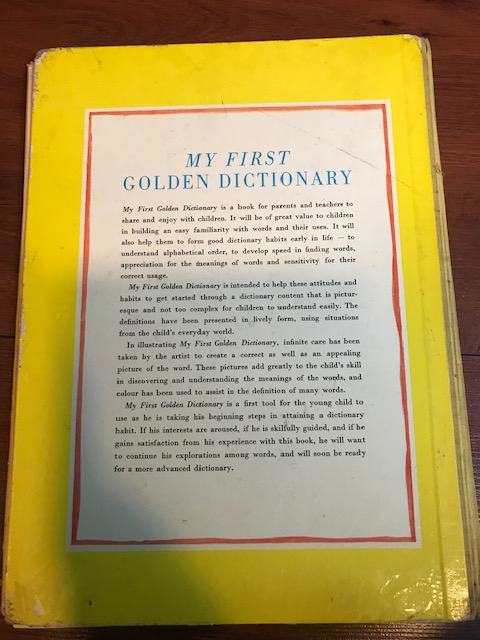 MY FIRST
GOLDEN DICTIONARY
My First Golden Dictionary is a book for parents and teachers to
share and enjoy with children. It will be of great value to children
in building an easy familiarity with words and their uses. It will
also help them to form good dictionary habits early in life — to
understand alphabetical order, to develop speed in finding words,
appreciation for the meanings of words and sensitivity for their
correct usage.
My First Golden Dictionary is intended to help these attitudes and
habits to get started through a dictionary content that is pictur-
esque and not too complex for children to understand easily. The
definitions have been presented in lively form, using situations
from the child's everyday world.
In illustrating My First Golden Dictionary, infinite care has been
taken by the artist to create a correct as well as an appealing
picture of the word. These pictures add greatly to the child's skill
in discovering and understanding the meanings of the words, and
colour has been used to assist in the definition of many words.
My First Golden Dictionary is a first tool for the young child to
use as he is taking his beginning steps in attaining a dictionary
habit. If his interests are aroused, if he is skilfully guided, and if he
gains satisfaction from his experience with this book, he will want
to continue his explorations among words, and will soon be ready
for a more advanced dictionary.